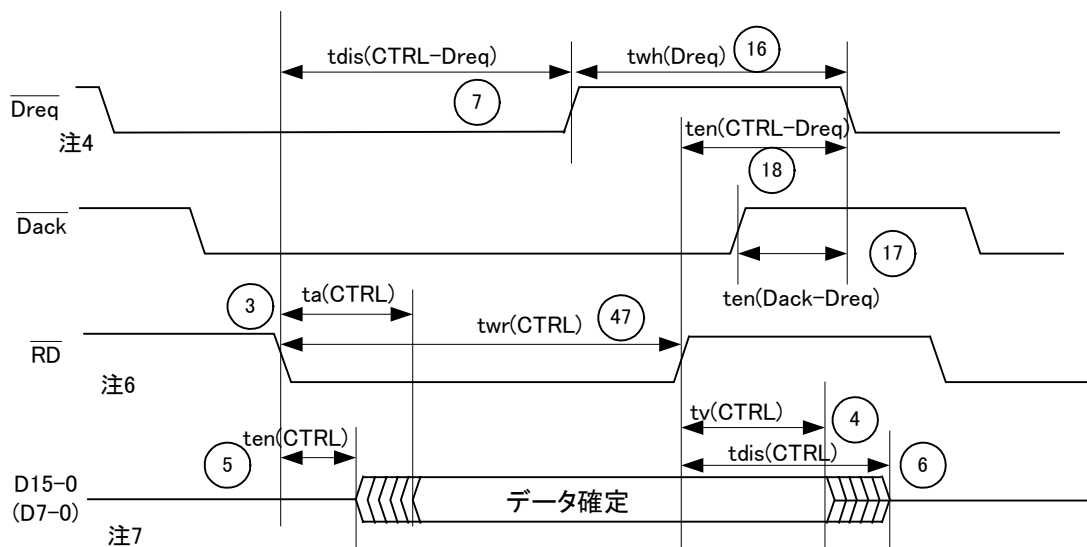 tdis(CTRL-Dreq)
twh(Dreq)
16
Dreq
7
注4
ten(CTRL-Dreq)
18
Dack
17
ten(Dack-Dreq)
3
ta(CTRL)
twr(CTRL)
47
RD
注6
tv(CTRL)
4
ten(CTRL)
tdis(CTRL)
5
6
D15-0
(D7-0)
データ確定
注7